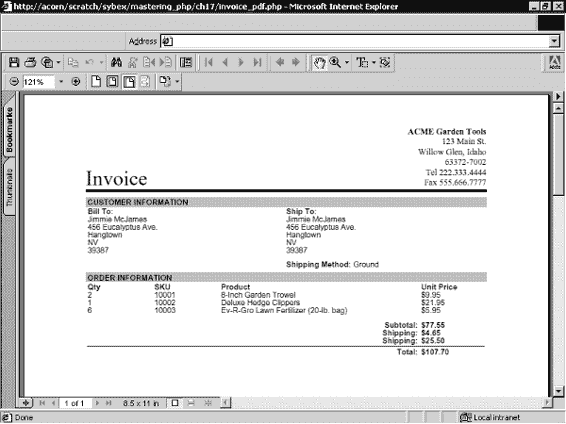 http://acorn/scratch/sybex/mastering_php/ch17/invoice_pdf.php - Microsoft Internet Explorer
Address
121%
Adobe
Bookmarks
Thumbnails
ACME Garden Tools
123 Main St.
Willow Glen, Idaho
63372-7002
Tel 222.333.4444
Fax 555.666.7777
Invoice
CUSTOMER INFORMATION
Bill To: Ship To:
Jimmie McJames Jimmie McJames
456 Eucalyptus Ave. 456 Eucalyptus Ave.
Hangtown Hangtown
NV NV
39387 39387
Shipping Method: Ground
ORDER INFORMATION
Qty SKU Product Unit Price
2 10001 8-Inch Garden Trowel $9.95
1 10002 Deluxe Hedge Clippers $21.95
6 10003 Ev-R-Gro Lawn Fertilizer (20-lb. bag) $5.95
Subtotal: $77.55
Shipping: $4.65
Shipping: $25.50
Total: $107.70
1 of 1 8.5 x 11 in
Done Local intranet